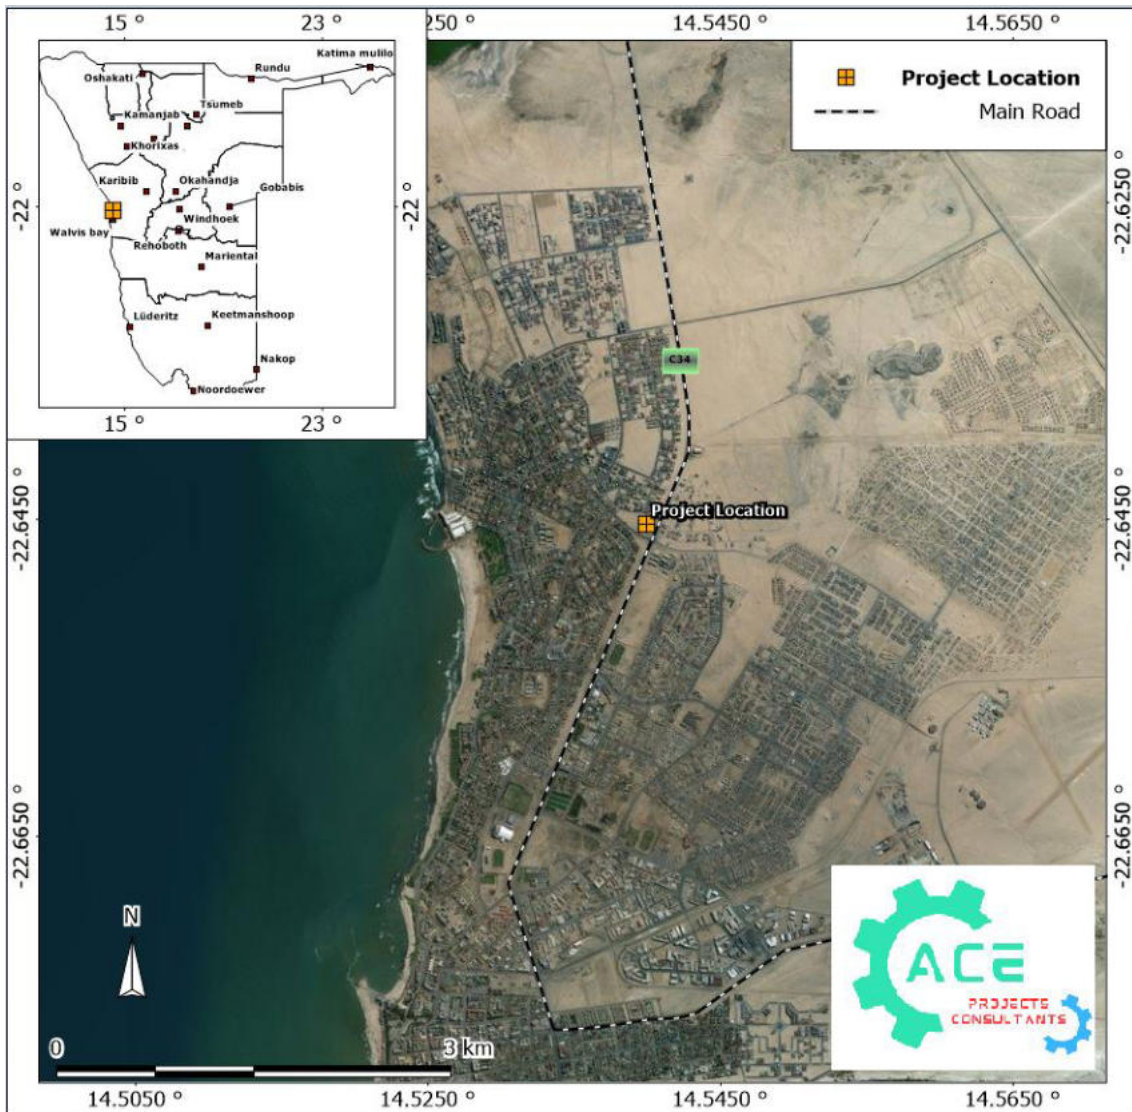 15 °
23 °
250 °
14.5450 °
14.5650 °
Katima mulilo
Rundu
Oshakati
Tsumeb
Kamanjab
Khorixas
Karibib
Okahandja
Gobabis
Windhoek
Walvis bay
Rehoboth
Mariental
Lüderitz
Keetmanshoop
Nakop
Noordoewer
-22 °
-22 °
15 °
23 °
Project Location
Main Road
-22.6250 °
C34
Project Location
-22.6450 °
-22.6450 °
-22.6650 °
-22.6650 °
N
0
3 km
ACE
PROJECTS
CONSULTANTS
14.5050 °
14.5250 °
14.5450 °
14.5650 °